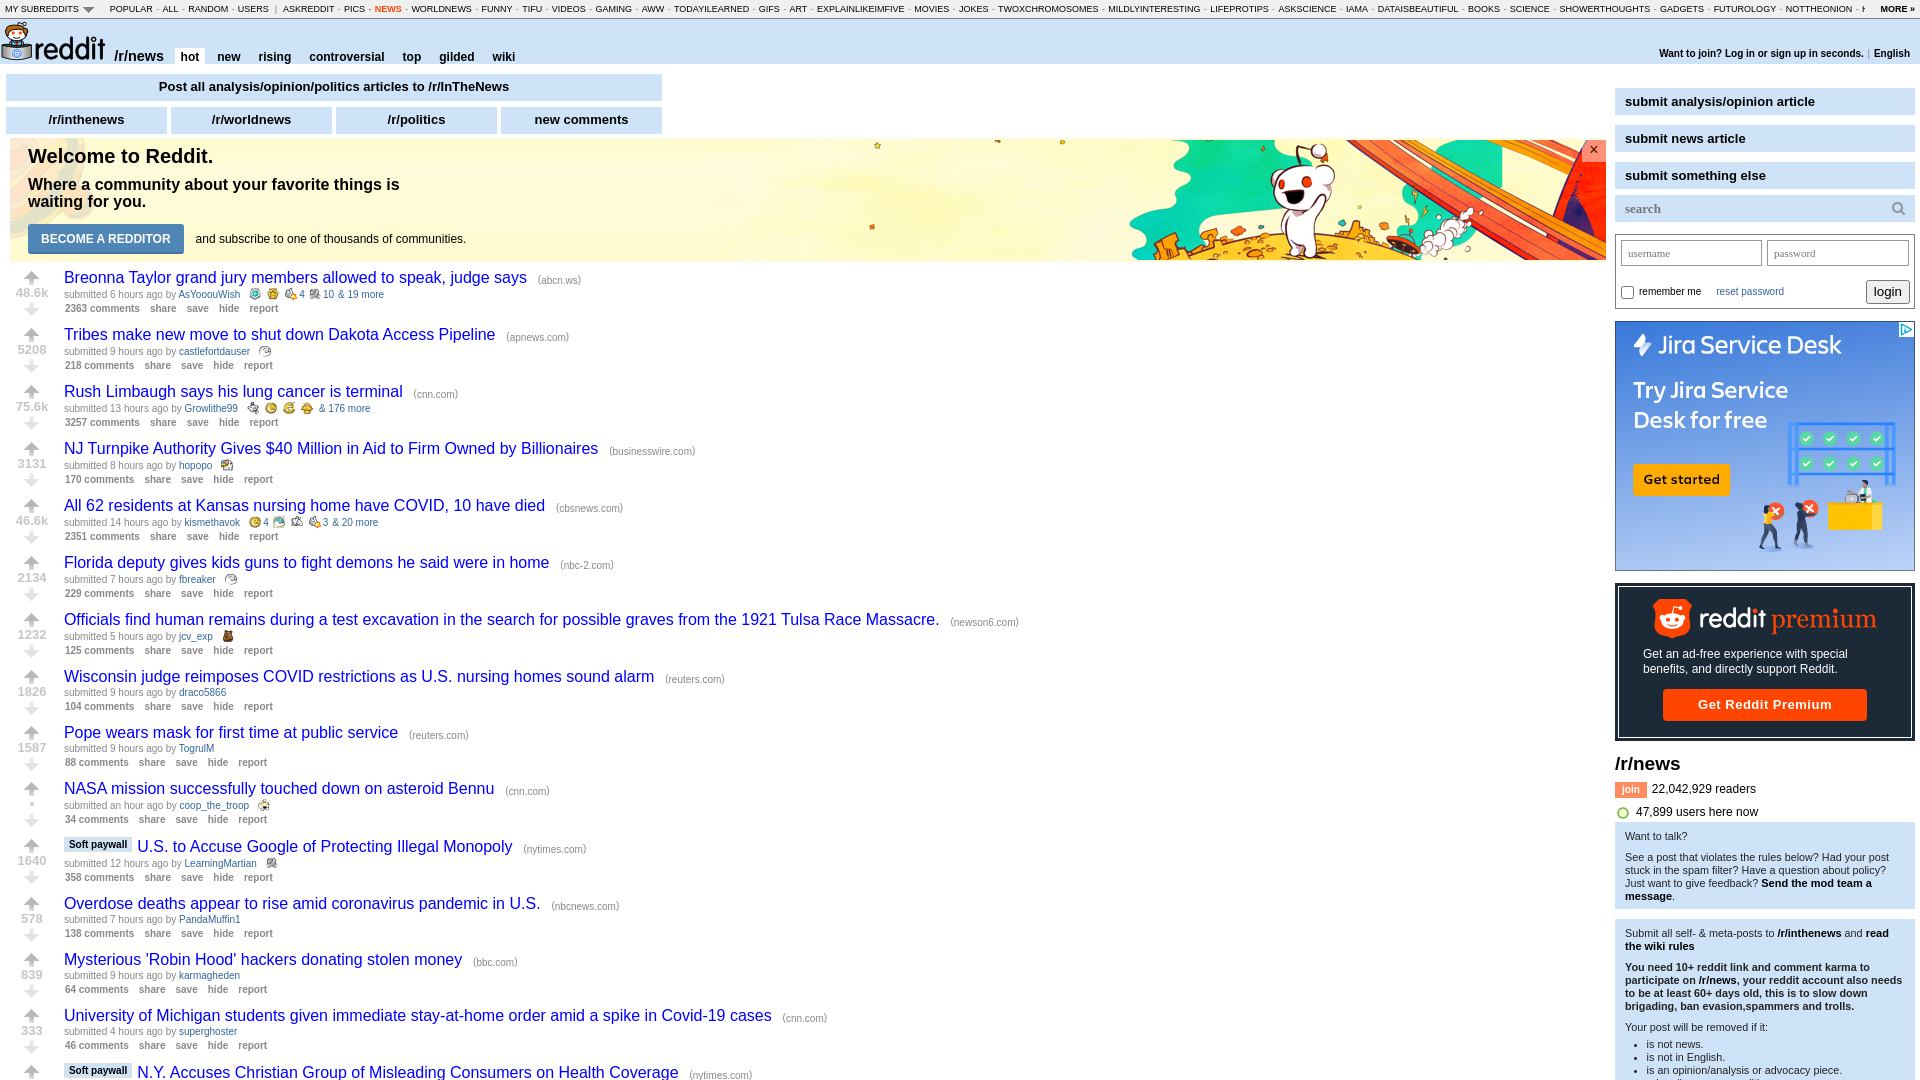 MY SUBREDDITS POPULAR - ALL - RANDOM - USERS | ASKREDDIT - PICS - NEWS - WORLDNEWS - FUNNY - TIFU - VIDEOS - GAMING - AWW - TODAYILEARNED - GIFS - ART - EXPLAINLIKEIMFIVE - MOVIES - JOKES - TWOXCHROMOSOMES - MILDLYINTERESTING - LIFEPROTIPS - ASKSCIENCE - IAMA - DATAISBEAUTIFUL - BOOKS - SCIENCE - SHOWERTHOUGHTS - GADGETS - FUTUROLOGY - NOTTHEONION - MORE »
reddit /r/news hot new rising controversial top gilded wiki
Want to join? Log in or sign up in seconds. | English
Post all analysis/opinion/politics articles to /r/InTheNews
/r/inthenews /r/worldnews /r/politics new comments
Welcome to Reddit.
Where a community about your favorite things is
waiting for you.
BECOME A REDDITOR and subscribe to one of thousands of communities.
×
Breonna Taylor grand jury members allowed to speak, judge says (abcn.ws)
48.6k
submitted 6 hours ago by AsYooouWish 4 10 & 19 more
2363 comments share save hide report
Tribes make new move to shut down Dakota Access Pipeline (apnews.com)
5208
submitted 9 hours ago by castlefortdauser
218 comments share save hide report
Rush Limbaugh says his lung cancer is terminal (cnn.com)
75.6k
submitted 13 hours ago by Growlithe99 & 176 more
3257 comments share save hide report
NJ Turnpike Authority Gives $40 Million in Aid to Firm Owned by Billionaires (businesswire.com)
3131
submitted 8 hours ago by hopopo
170 comments share save hide report
All 62 residents at Kansas nursing home have COVID, 10 have died (cbsnews.com)
46.6k
submitted 14 hours ago by kismethavok 4 3 & 20 more
2351 comments share save hide report
Florida deputy gives kids guns to fight demons he said were in home (nbc-2.com)
2134
submitted 7 hours ago by fbreaker
229 comments share save hide report
Officials find human remains during a test excavation in the search for possible graves from the 1921 Tulsa Race Massacre. (newson6.com)
1232
submitted 5 hours ago by jcv_exp
125 comments share save hide report
Wisconsin judge reimposes COVID restrictions as U.S. nursing homes sound alarm (reuters.com)
1826
submitted 9 hours ago by draco5866
104 comments share save hide report
Pope wears mask for first time at public service (reuters.com)
1587
submitted 9 hours ago by TogrulM
88 comments share save hide report
NASA mission successfully touched down on asteroid Bennu (cnn.com)
•
submitted an hour ago by coop_the_troop
34 comments share save hide report
Soft paywall U.S. to Accuse Google of Protecting Illegal Monopoly (nytimes.com)
1640
submitted 12 hours ago by LearningMartian
358 comments share save hide report
Overdose deaths appear to rise amid coronavirus pandemic in U.S. (nbcnews.com)
578
submitted 7 hours ago by PandaMuffin1
138 comments share save hide report
Mysterious 'Robin Hood' hackers donating stolen money (bbc.com)
839
submitted 9 hours ago by karmagheden
64 comments share save hide report
University of Michigan students given immediate stay-at-home order amid a spike in Covid-19 cases (cnn.com)
333
submitted 4 hours ago by superghoster
46 comments share save hide report
Soft paywall N.Y. Accuses Christian Group of Misleading Consumers on Health Coverage (nytimes.com)
submit analysis/opinion article
submit news article
submit something else
search
username password
remember me reset password login
Jira Service Desk
Try Jira Service
Desk for free
Get started
reddit premium
Get an ad-free experience with special
benefits, and directly support Reddit.
Get Reddit Premium
/r/news
join 22,042,929 readers
47,899 users here now
Want to talk?
See a post that violates the rules below? Had your post
stuck in the spam filter? Have a question about policy?
Just want to give feedback? Send the mod team a
message.
Submit all self- & meta-posts to /r/inthenews and read
the wiki rules
You need 10+ reddit link and comment karma to
participate on /r/news, your reddit account also needs
to be at least 60+ days old, this is to slow down
brigading, ban evasion,spammers and trolls.
Your post will be removed if it:
• is not news.
• is not in English.
• is an opinion/analysis or advocacy piece.